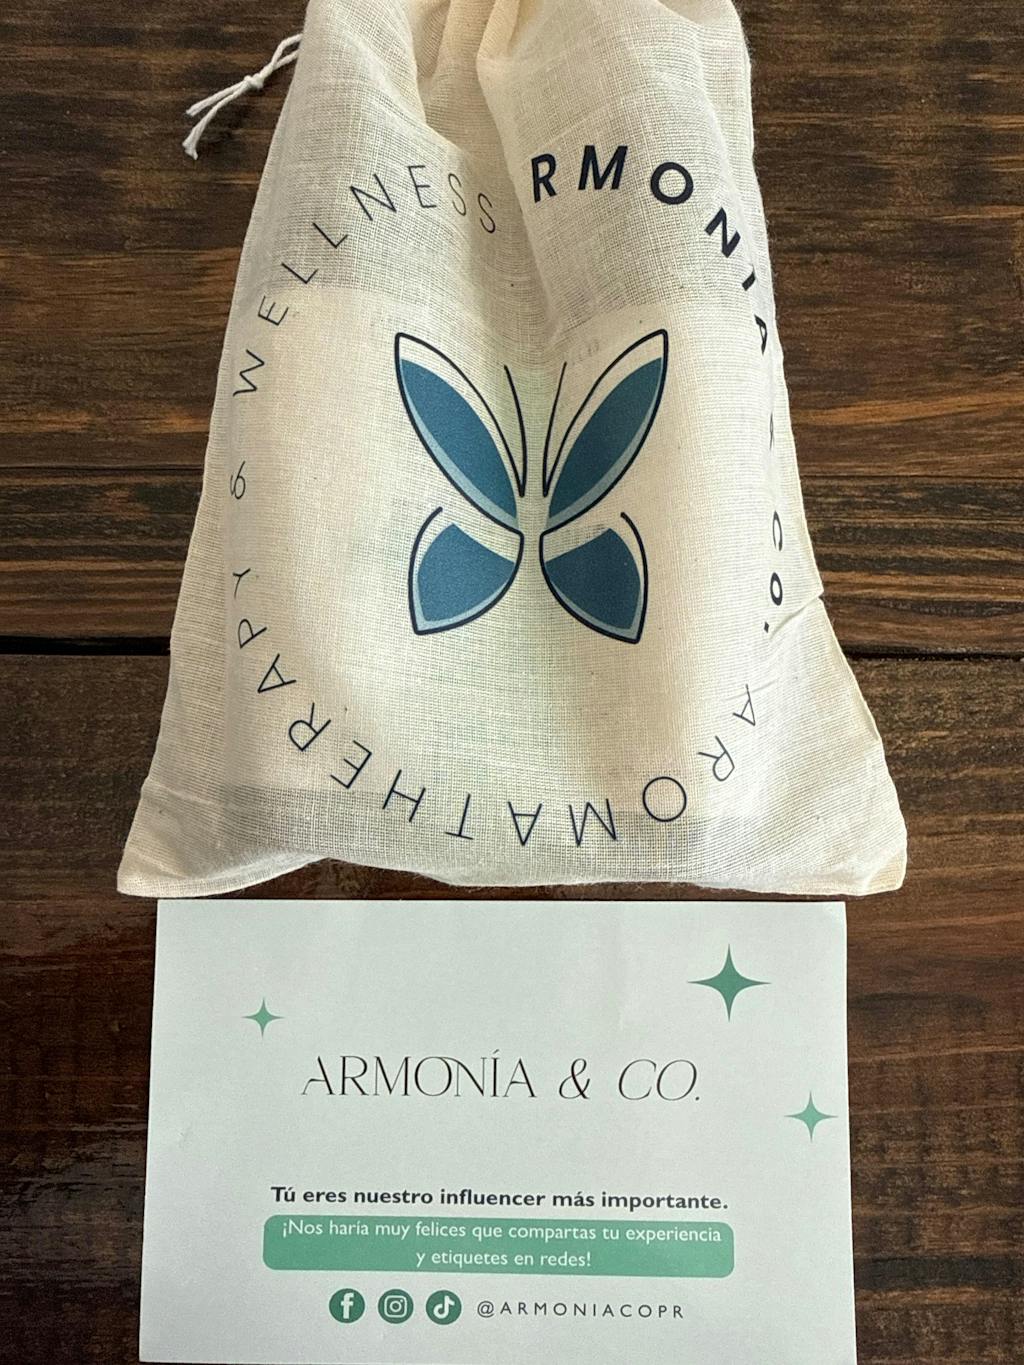 RMONIA & CO.
AROMATHERAPY & WELLNESS
ARMONÍA & CO.
Tú eres nuestro influencer más importante.
¡Nos haría muy felices que compartas tu experiencia
y etiquetes en redes!
@ARMONIACOPR